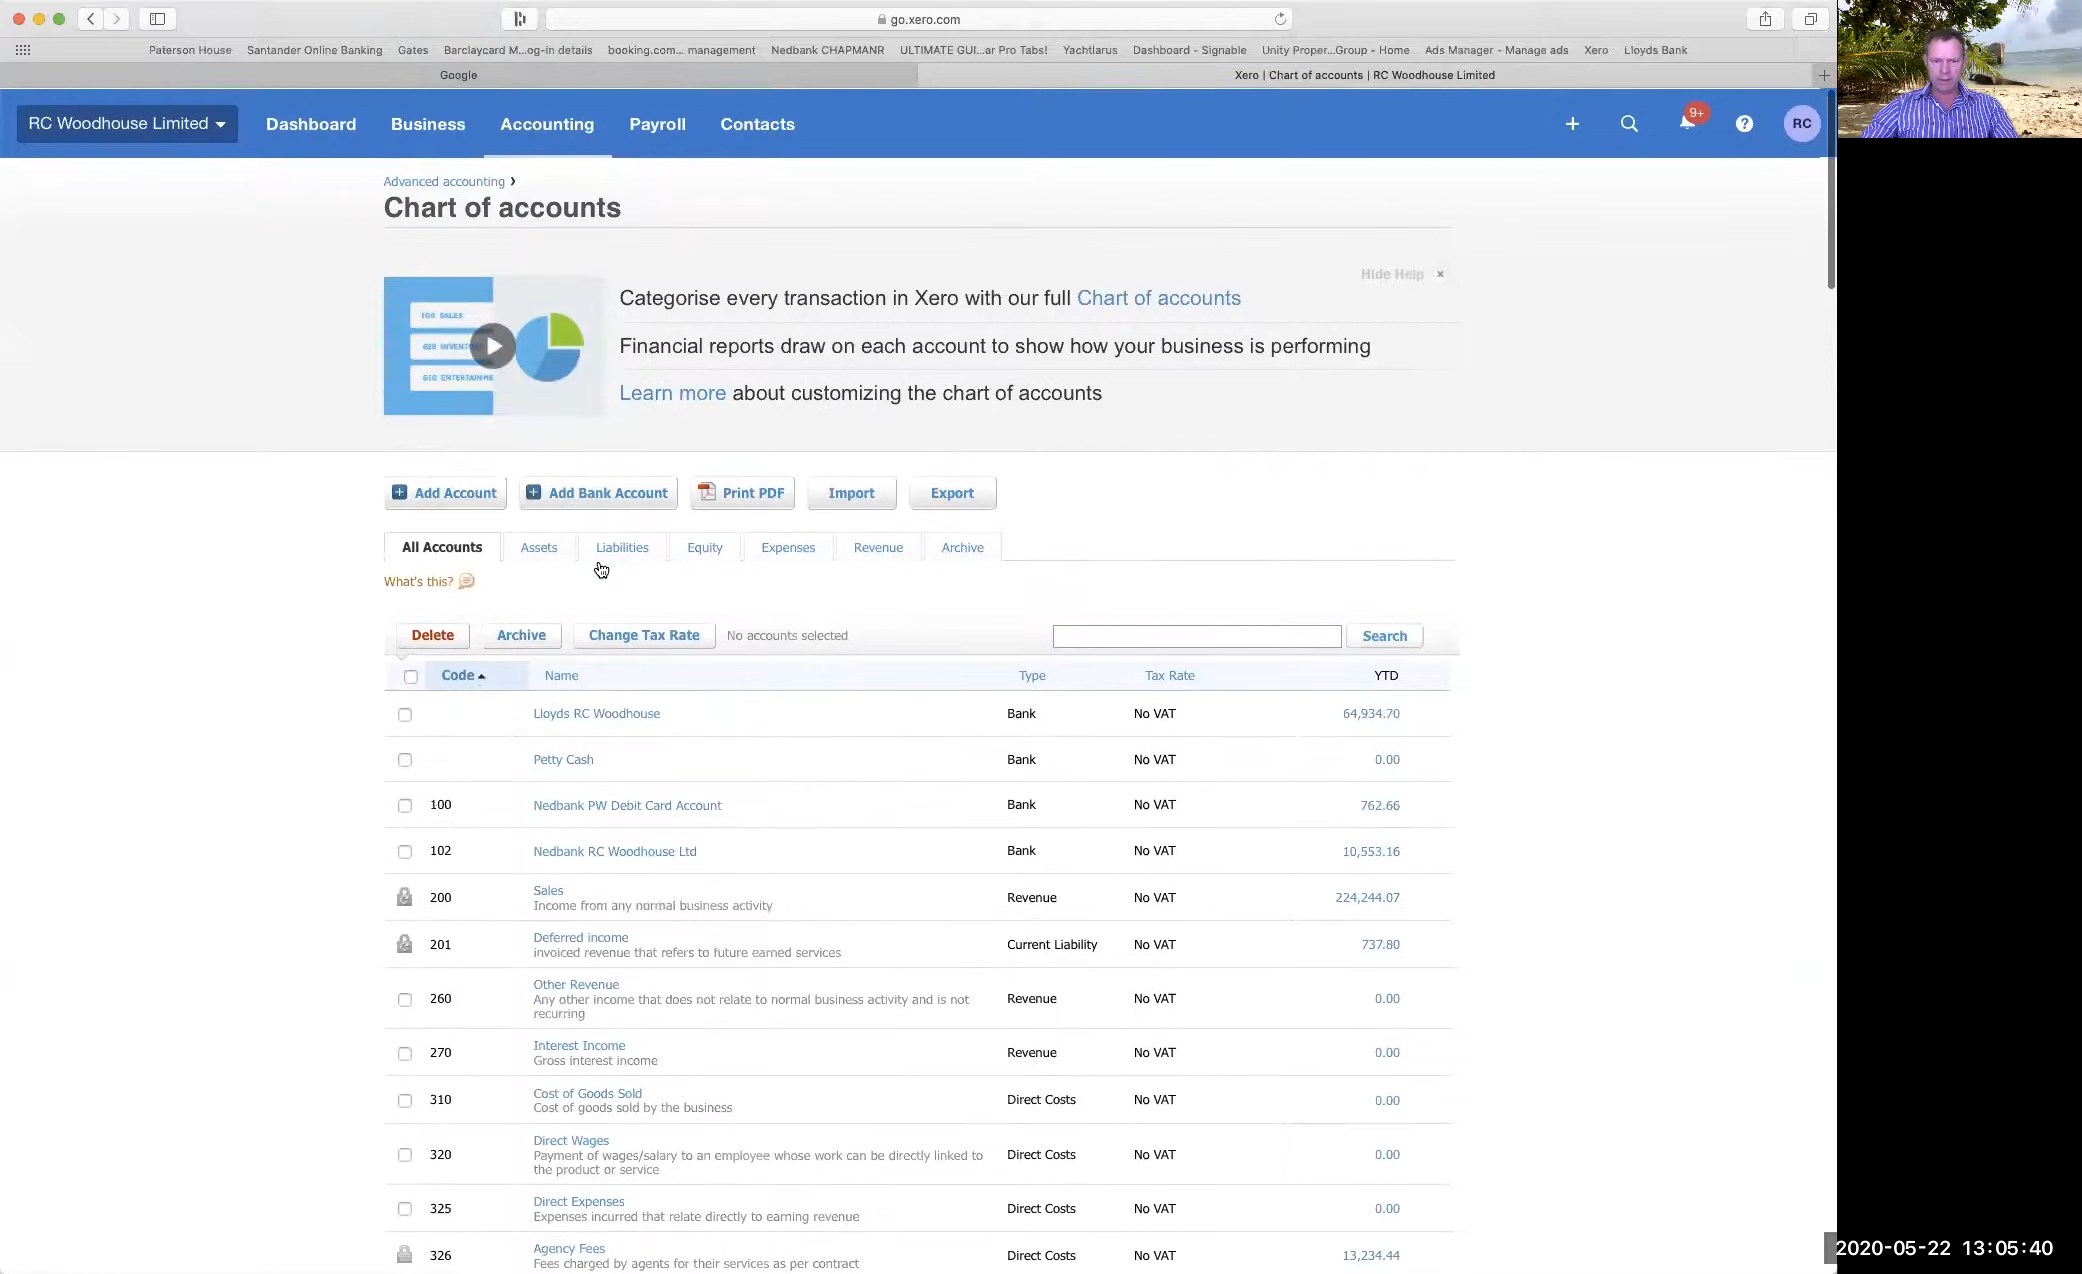 go.xero.com
Paterson House
Santander Online Banking
Gates
Barclaycard M...og-in details
booking.com... management
Nedbank CHAPMANR
ULTIMATE GUI...ar Pro Tabs!
Yachtlarus
Dashboard - Signable
Unity Proper...Group - Home
Ads Manager - Manage ads
Xero
Lloyds Bank
Google
Xero | Chart of accounts | RC Woodhouse Limited
RC Woodhouse Limited
Dashboard
Business
Accounting
Payroll
Contacts
9+
RC
Advanced accounting ›
Chart of accounts
Hide Help ×
100 SALES
620 INVENT
610 ENTERTAINME
Categorise every transaction in Xero with our full Chart of accounts
Financial reports draw on each account to show how your business is performing
Learn more about customizing the chart of accounts
Add Account
Add Bank Account
Print PDF
Import
Export
All Accounts
Assets
Liabilities
Equity
Expenses
Revenue
Archive
What's this?
Delete
Archive
Change Tax Rate
No accounts selected
Search
Code Name Type Tax Rate YTD
Lloyds RC Woodhouse Bank No VAT 64,934.70
Petty Cash Bank No VAT 0.00
100 Nedbank PW Debit Card Account Bank No VAT 762.66
102 Nedbank RC Woodhouse Ltd Bank No VAT 10,553.16
200 Sales Revenue No VAT 224,244.07
Income from any normal business activity
201 Deferred income Current Liability No VAT 737.80
invoiced revenue that refers to future earned services
260 Other Revenue Revenue No VAT 0.00
Any other income that does not relate to normal business activity and is not
recurring
270 Interest Income Revenue No VAT 0.00
Gross interest income
310 Cost of Goods Sold Direct Costs No VAT 0.00
Cost of goods sold by the business
320 Direct Wages Direct Costs No VAT 0.00
Payment of wages/salary to an employee whose work can be directly linked to
the product or service
325 Direct Expenses Direct Costs No VAT 0.00
Expenses incurred that relate directly to earning revenue
326 Agency Fees Direct Costs No VAT 13,234.44
Fees charged by agents for their services as per contract
2020-05-22 13:05:40